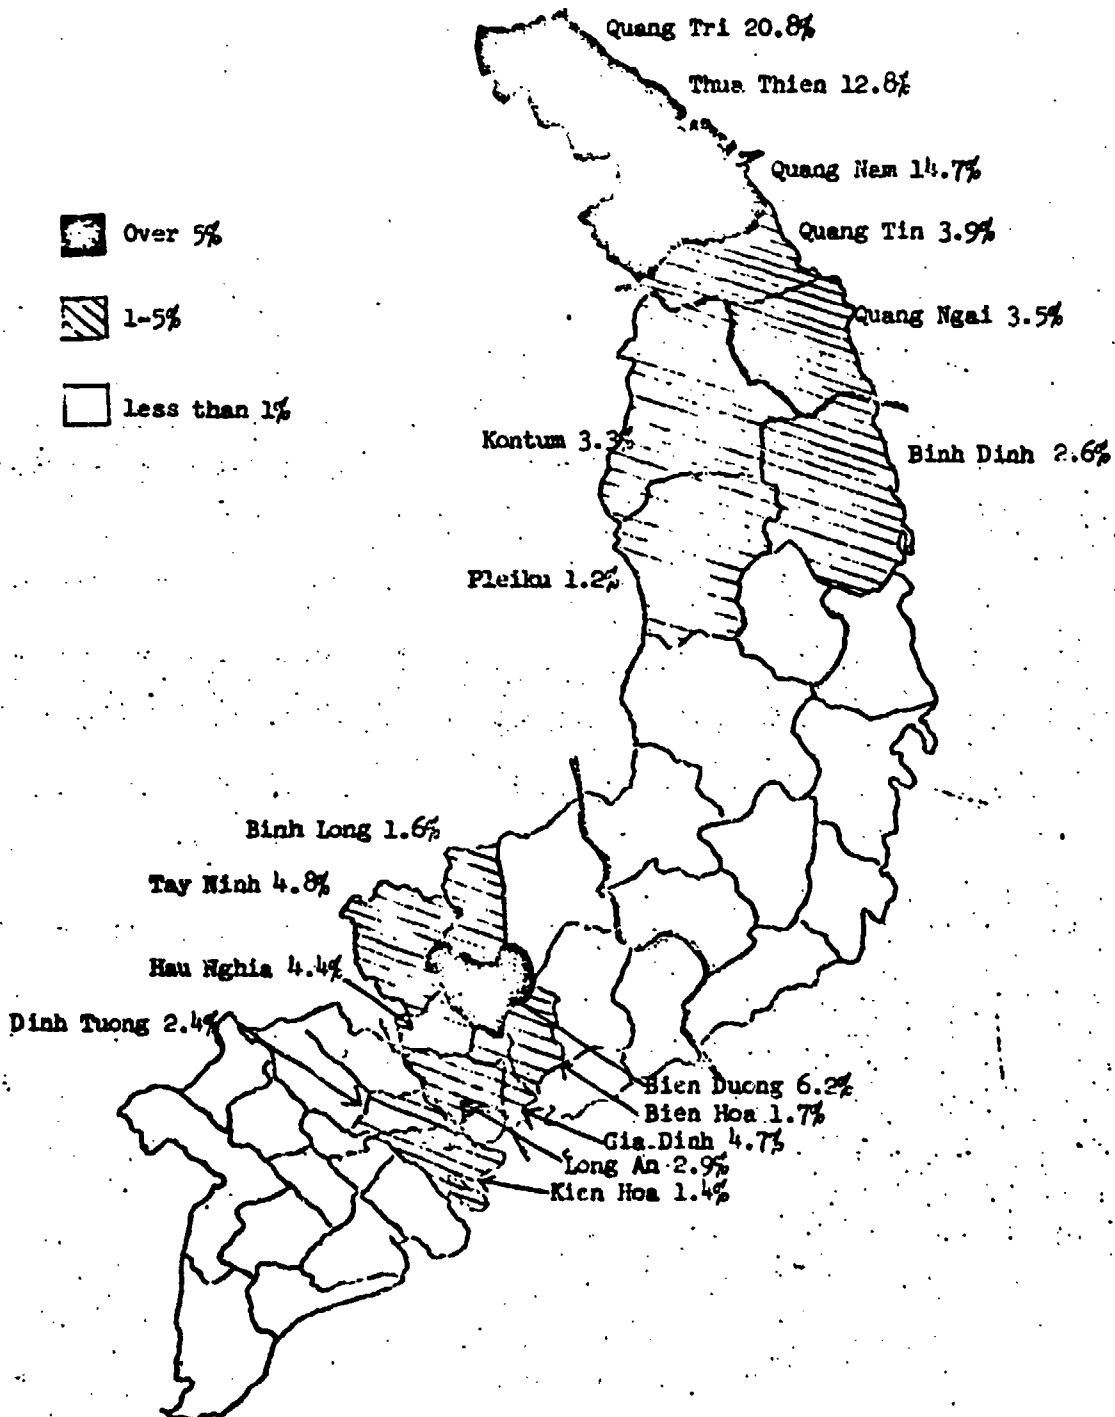 Quang Tri 20.8%
Thua Thien 12.8%
Quang Nam 14.7%
Quang Tin 3.9%
Over 5%
1-5%
Quang Ngai 3.5%
less than 1%
Kontum 3.3%
Binh Dinh 2.6%
Pleiku 1.2%
Binh Long 1.6%
Tay Ninh 4.8%
Hau Nghia 4.4%
Dinh Tuong 2.4%
Bien Duong 6.2%
Bien Hoa 1.7%
Gia Dinh 4.7%
Long An 2.9%
Kien Hoa 1.4%